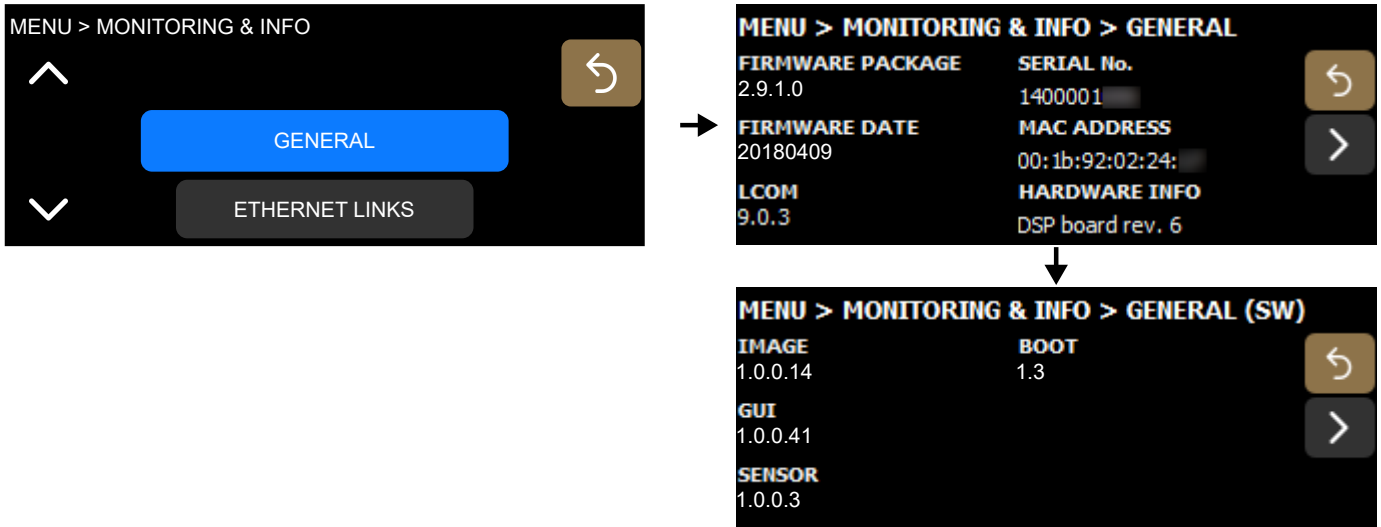 MENU > MONITORING & INFO
GENERAL
ETHERNET LINKS
MENU > MONITORING & INFO > GENERAL
FIRMWARE PACKAGE
2.9.1.0
SERIAL No.
1400001
FIRMWARE DATE
20180409
MAC ADDRESS
00:1b:92:02:24:
LCOM
9.0.3
HARDWARE INFO
DSP board rev. 6
MENU > MONITORING & INFO > GENERAL (SW)
IMAGE
1.0.0.14
BOOT
1.3
GUI
1.0.0.41
SENSOR
1.0.0.3